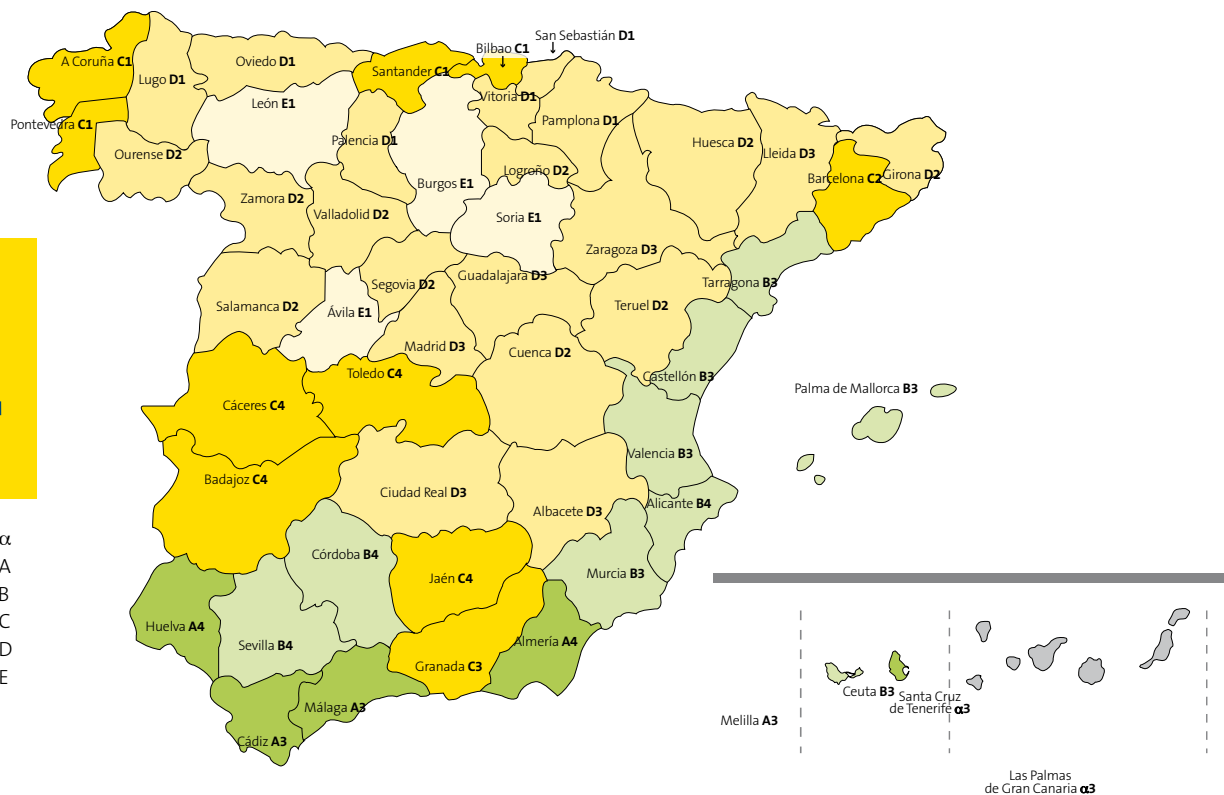 San Sebastián D1
Bilbao C1
A Coruña C1
Lugo D1
Oviedo D1
Santander C1
León E1
Vitoria D1
Pontevedra C1
Pamplona D1
Palencia D1
Ourense D2
Huesca D2
Lleida D3
Logroño D2
Barcelona C2
Girona D2
Burgos E1
Zamora D2
Valladolid D2
Soria E1
Zaragoza D3
Guadalajara D3
Segovia D2
Tarragona B3
Salamanca D2
Ávila E1
Teruel D2
Madrid D3
Cuenca D2
Toledo C4
Castellón B3
Palma de Mallorca B3
Cáceres C4
Valencia B3
Badajoz C4
Ciudad Real D3
Alicante B4
Albacete D3
α
A
B
C
D
E
Córdoba B4
Jaén C4
Murcia B3
Huelva A4
Sevilla B4
Almería A4
Granada C3
Málaga A3
Cádiz A3
Ceuta B3
Santa Cruz
de Tenerife α3
Melilla A3
Las Palmas
de Gran Canaria α3